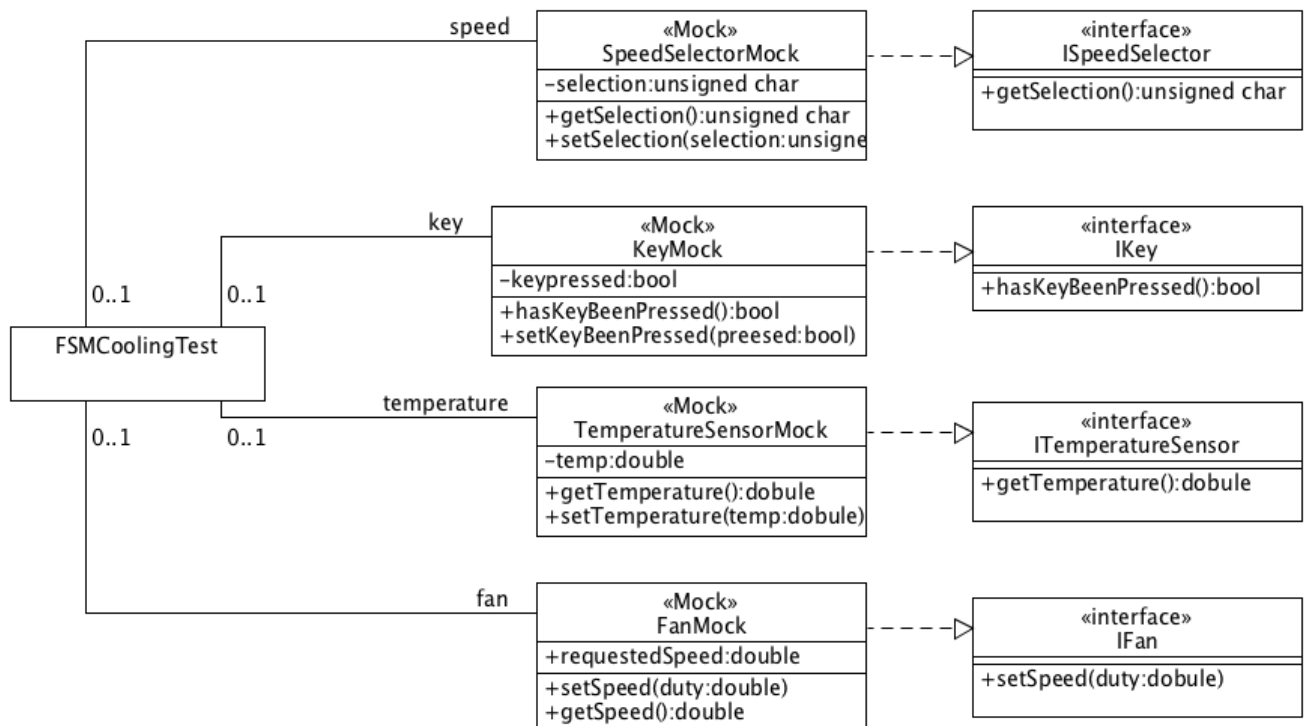 speed
«Mock»
SpeedSelectorMock
-selection:unsigned char
+getSelection():unsigned char
+setSelection(selection:unsigne
«interface»
ISpeedSelector
+getSelection():unsigned char
key
«Mock»
KeyMock
-keypressed:bool
+hasKeyBeenPressed():bool
+setKeyBeenPressed(preesed:bool)
«interface»
IKey
+hasKeyBeenPressed():bool
0..1
0..1
FSMCoolingTest
0..1
0..1
temperature
«Mock»
TemperatureSensorMock
-temp:double
+getTemperature():dobule
+setTemperature(temp:dobule)
«interface»
ITemperatureSensor
+getTemperature():dobule
fan
«Mock»
FanMock
+requestedSpeed:double
+setSpeed(duty:dobule)
+getSpeed():double
«interface»
IFan
+setSpeed(duty:dobule)